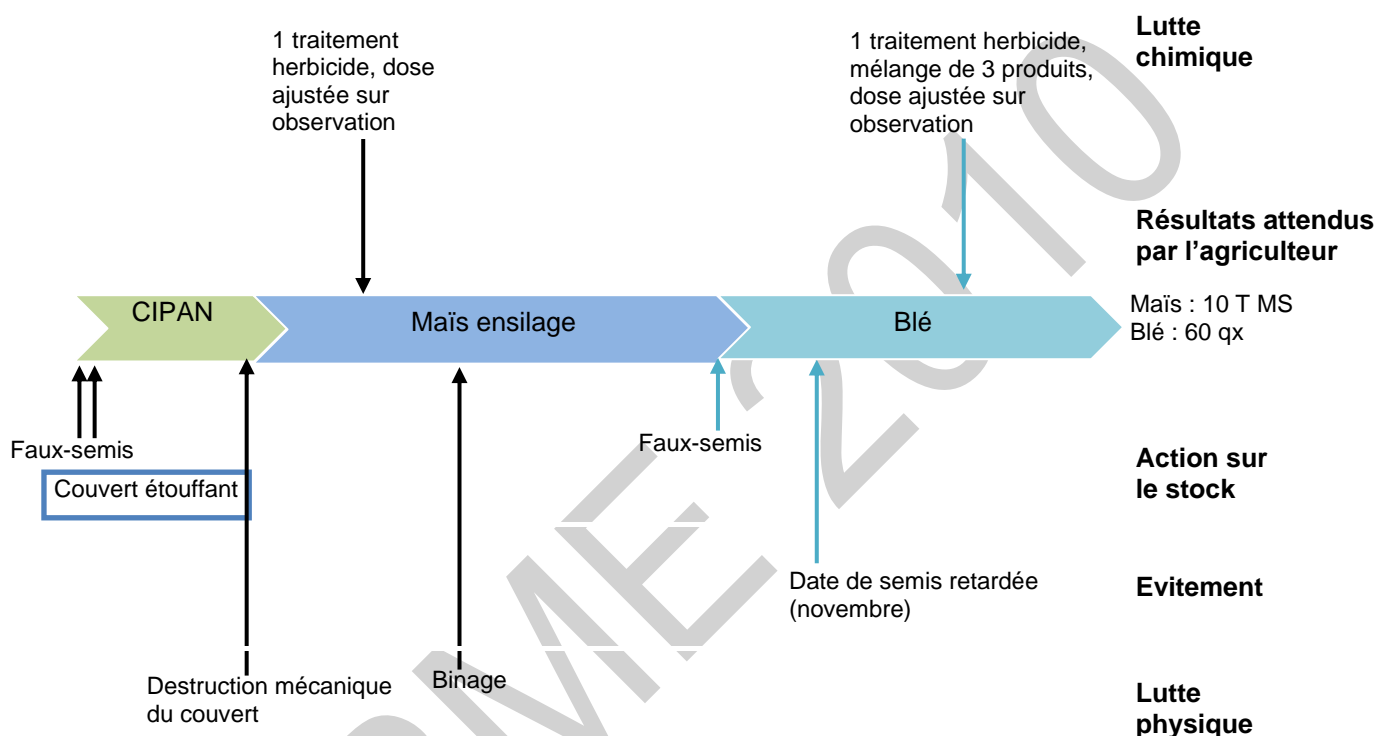 1 traitement
herbicide, dose
ajustée sur
observation
1 traitement herbicide,
mélange de 3 produits,
dose ajustée sur
observation
Lutte
chimique
Résultats attendus
par l’agriculteur
CIPAN
Maïs ensilage
Blé
Maïs : 10 T MS
Blé : 60 qx
Faux-semis
Faux-semis
Couvert étouffant
Action sur
le stock
Date de semis retardée
(novembre)
Evitement
Destruction mécanique
du couvert
Binage
Lutte
physique
2010